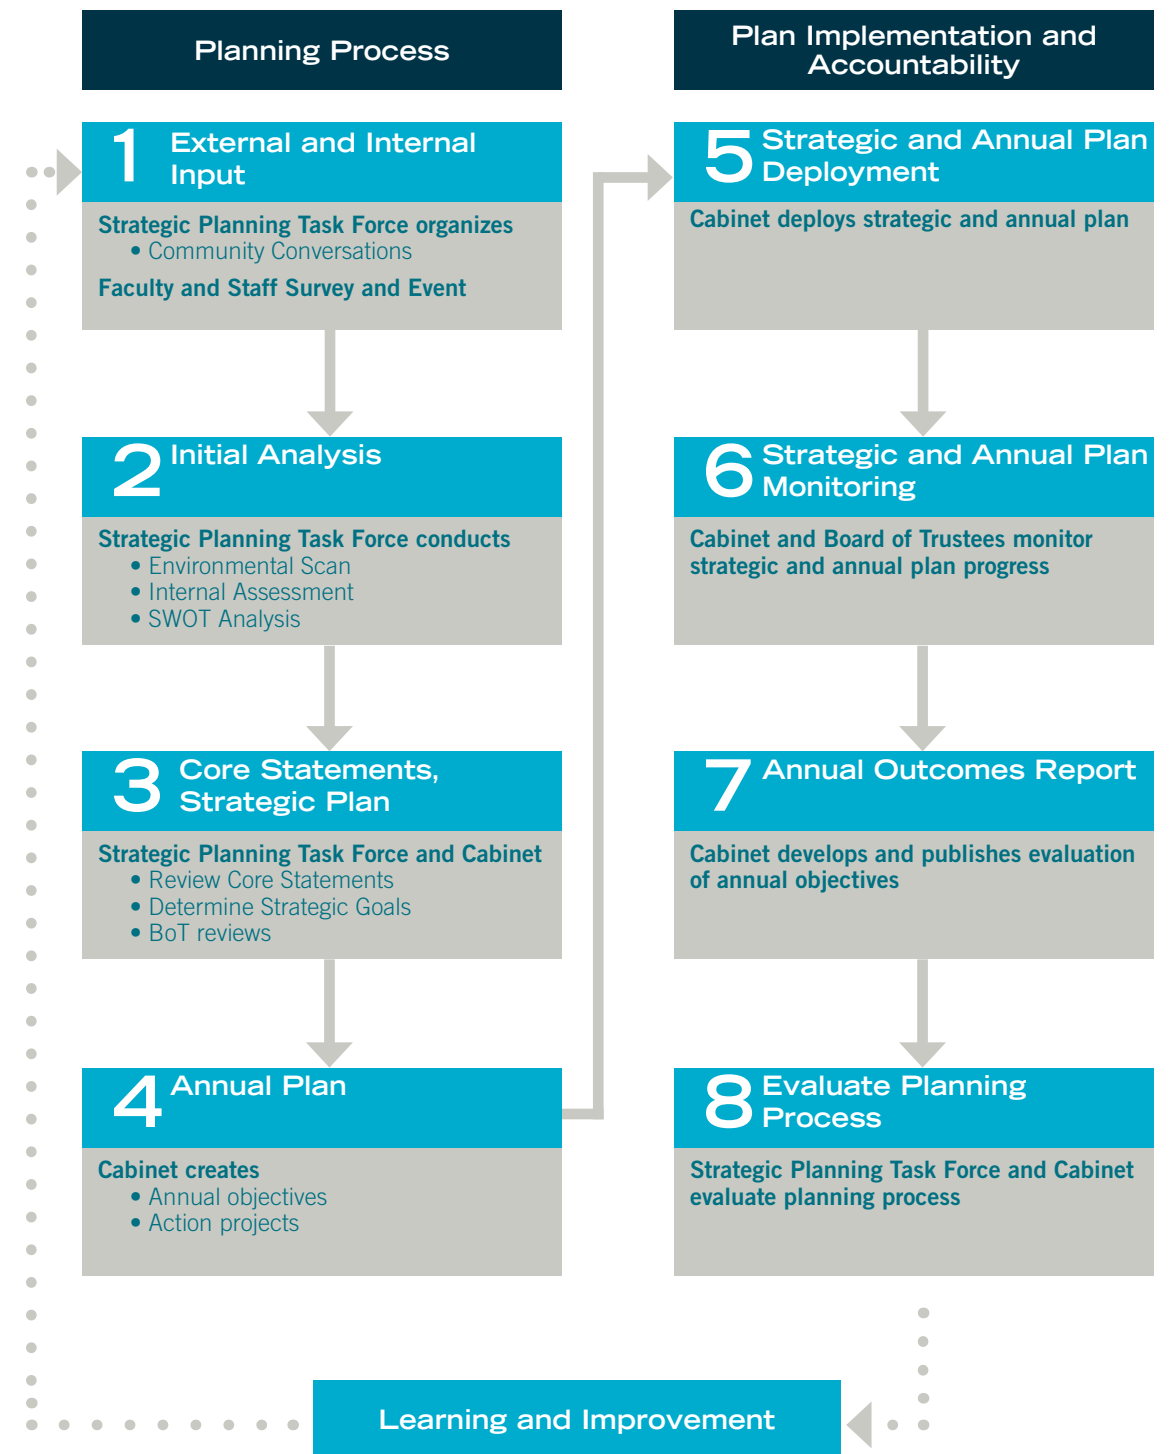 Planning Process
1 External and Internal
Input
Strategic Planning Task Force organizes
• Community Conversations
Faculty and Staff Survey and Event
2 Initial Analysis
Strategic Planning Task Force conducts
• Environmental Scan
• Internal Assessment
• SWOT Analysis
3 Core Statements,
Strategic Plan
Strategic Planning Task Force and Cabinet
• Review Core Statements
• Determine Strategic Goals
• BoT reviews
4 Annual Plan
Cabinet creates
• Annual objectives
• Action projects
Plan Implementation and
Accountability
5 Strategic and Annual Plan
Deployment
Cabinet deploys strategic and annual plan
6 Strategic and Annual Plan
Monitoring
Cabinet and Board of Trustees monitor
strategic and annual plan progress
7 Annual Outcomes Report
Cabinet develops and publishes evaluation
of annual objectives
8 Evaluate Planning
Process
Strategic Planning Task Force and Cabinet
evaluate planning process
Learning and Improvement